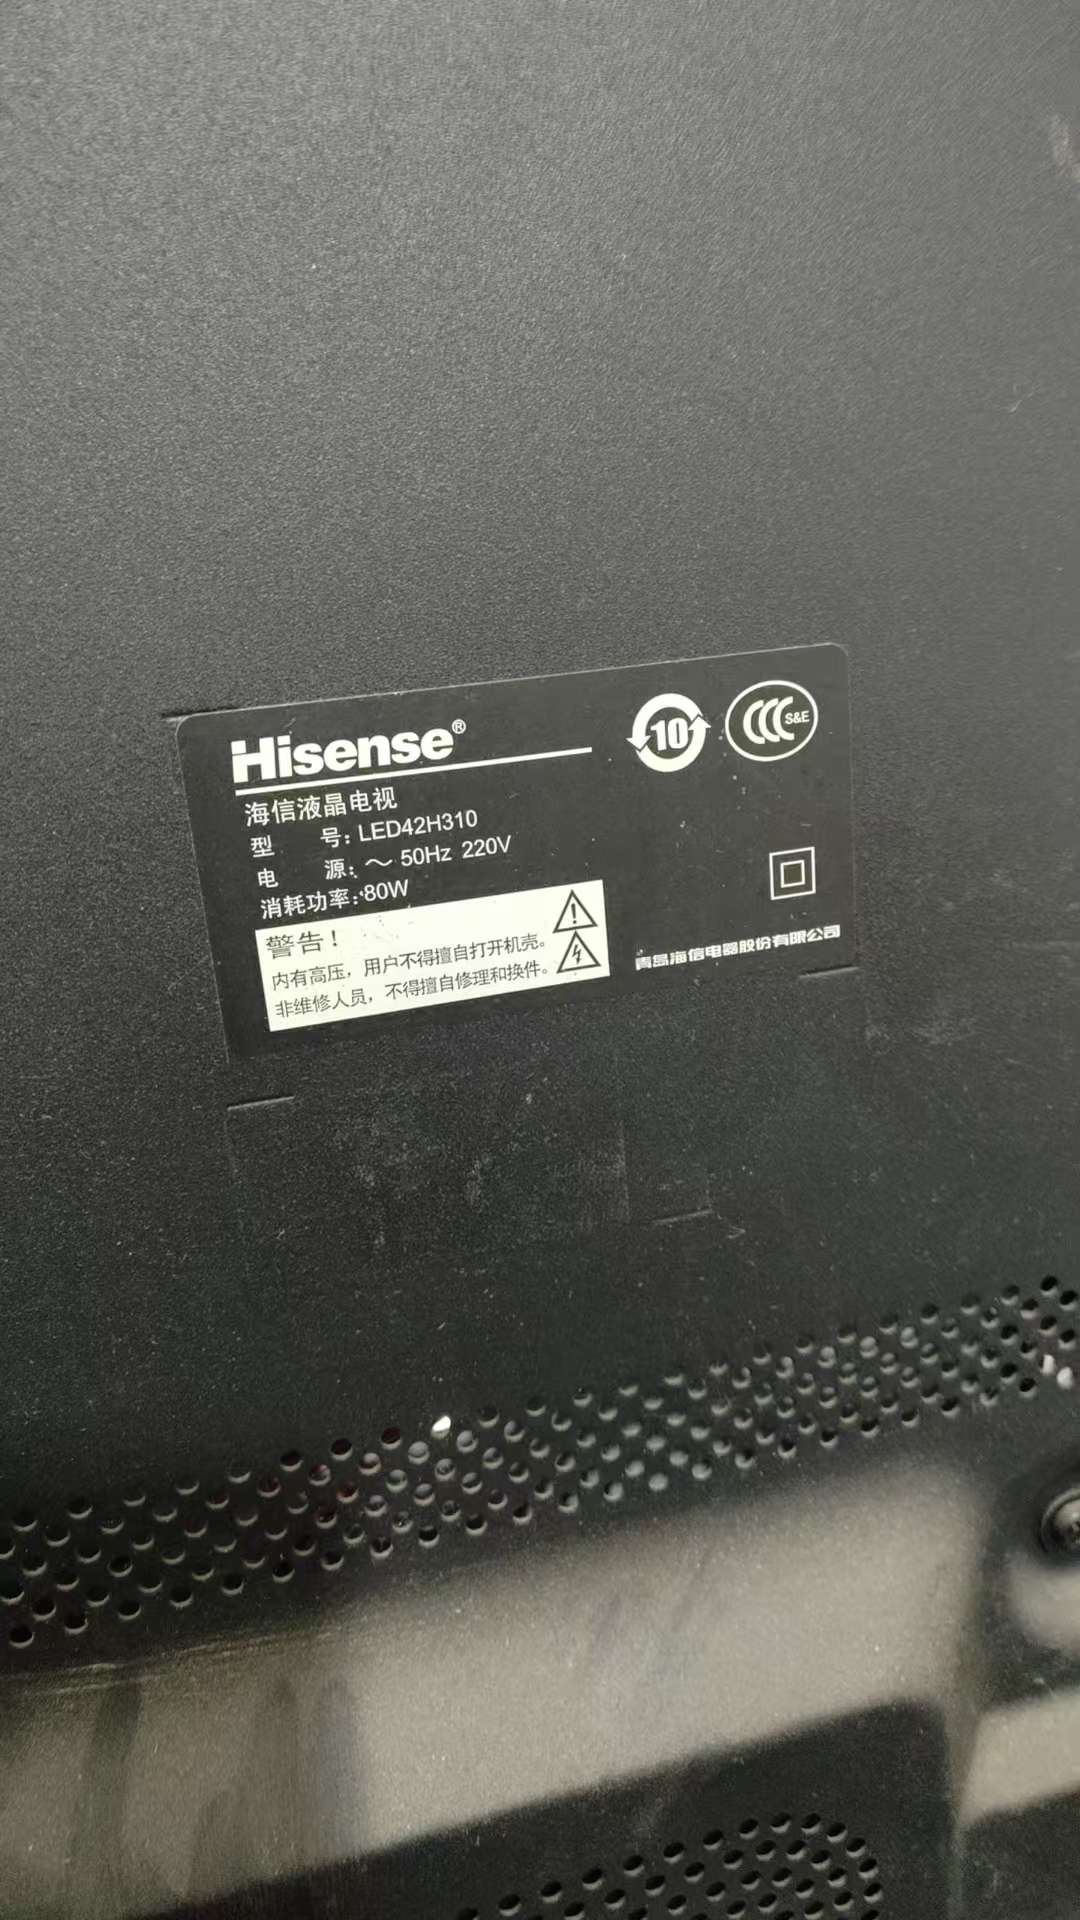 Hisense®
海信液晶电视
型 号: LED42H310
电 源: ～ 50Hz 220V
消耗功率: 80W
警告!
内有高压，用户不得擅自打开机壳。
非维修人员，不得擅自修理和换件。
10
CCC S&E
青岛海信电器股份有限公司